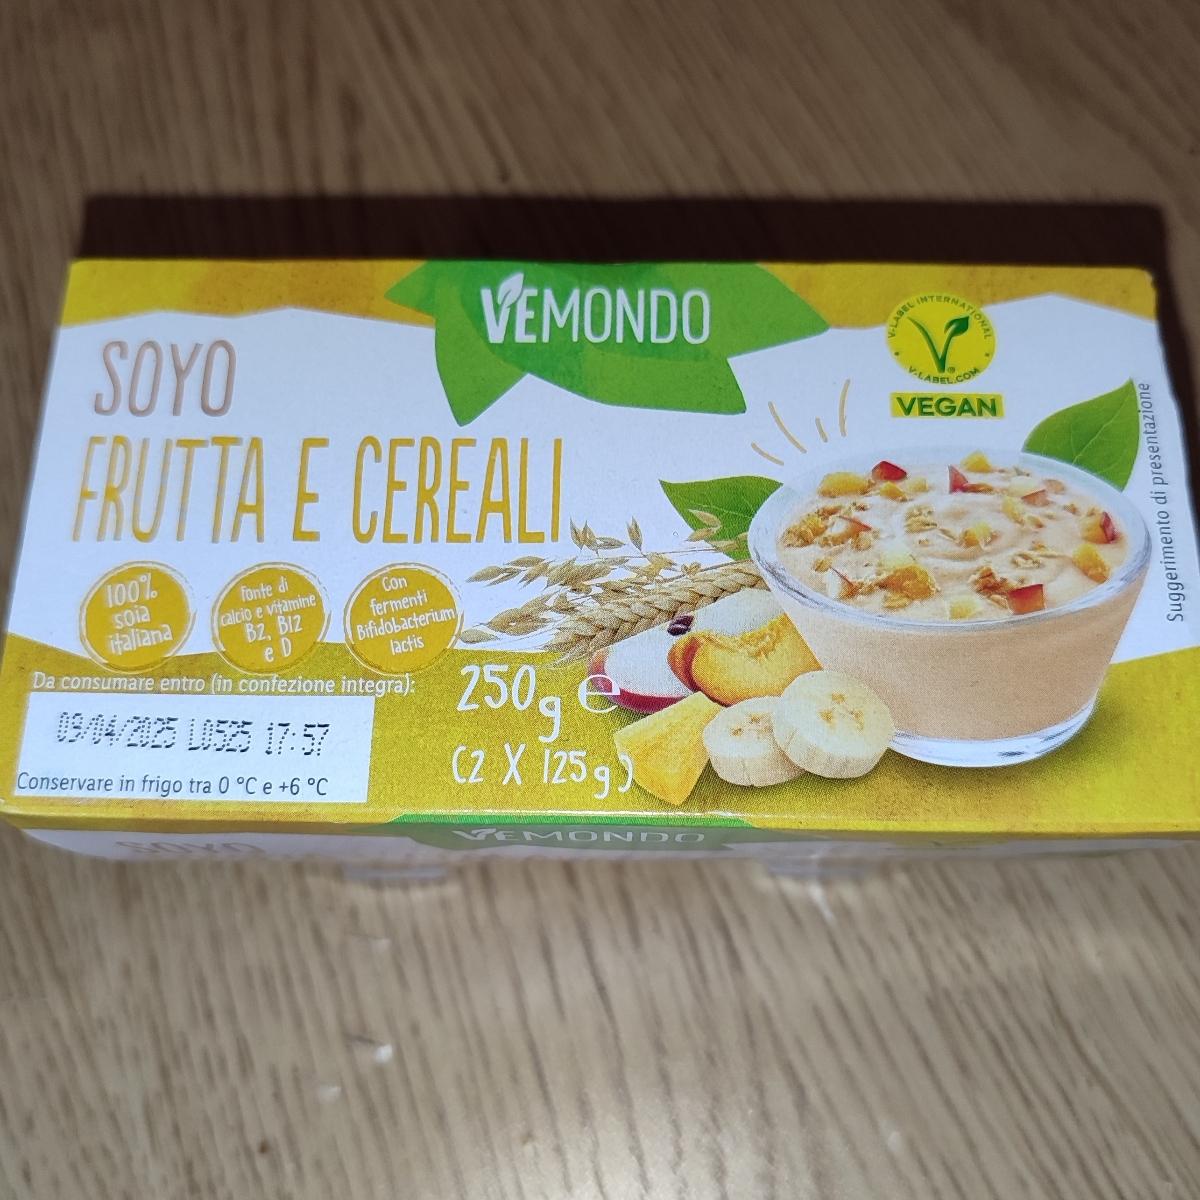 VEMONDO
SOYO
FRUTTA E CEREALI
V-LABEL INTERNATIONAL
V-LABEL.COM
VEGAN
Suggerimento di presentazione
100%
soia
italiana
Fonte di
calcio e vitamine
B2, B12
e D
Con
fermenti
Bifidobacterium
lactis
Da consumare entro (in confezione integra):
09/04/2025 L0525 17:57
Conservare in frigo tra 0 °C e +6 °C
250g e
(2 X 125g)
VEMONDO
SOYO